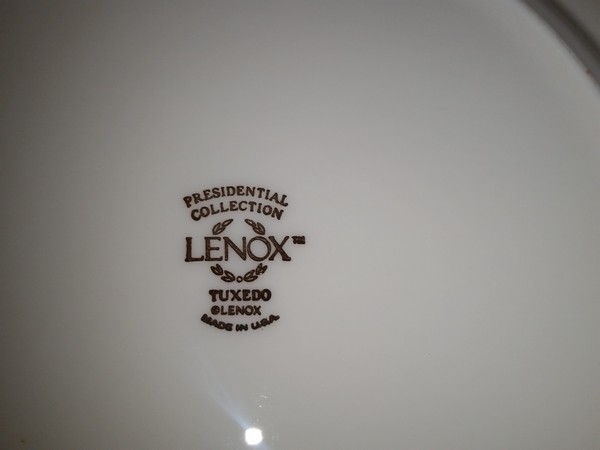 PRESIDENTIAL
COLLECTION
LENOX™
TUXEDO
©LENOX
MADE IN U.S.A.